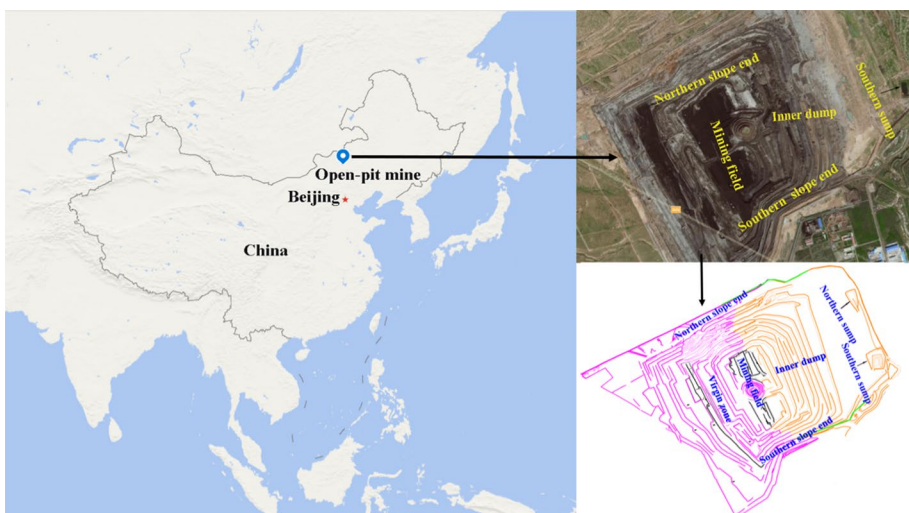 Open-pit mine
Beijing
China
Northern slope end
Southern sump
Inner dump
Mining field
Southern slope end
Northern slope end
Northern sump
Inner dump
Mining field
Southern sump
Virgin zone
Southern slope end